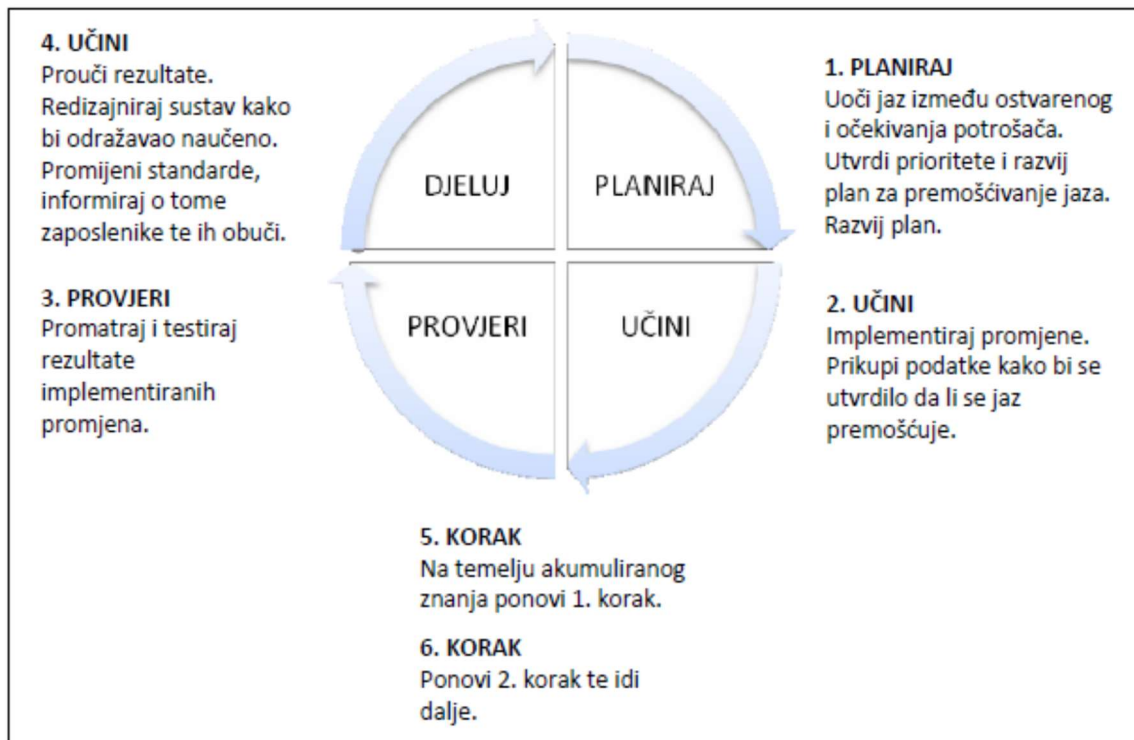 4. UČINI
Prouči rezultate.
Redizajniraj sustav kako
bi odražavao naučeno.
Promijeni standarde,
informiraj o tome
zaposlenike te ih obuči.
DJELUJ
PLANIRAJ
1. PLANIRAJ
Uoči jaz između ostvarenog
i očekivanja potrošača.
Utvrdi prioritete i razvij
plan za premošćivanje jaza.
Razvij plan.
3. PROVJERI
Promatraj i testiraj
rezultate
implementiranih
promjena.
PROVJERI
UČINI
2. UČINI
Implementiraj promjene.
Prikupi podatke kako bi se
utvrdilo da li se jaz
premošćuje.
5. KORAK
Na temelju akumuliranog
znanja ponovi 1. korak.
6. KORAK
Ponovi 2. korak te idi
dalje.